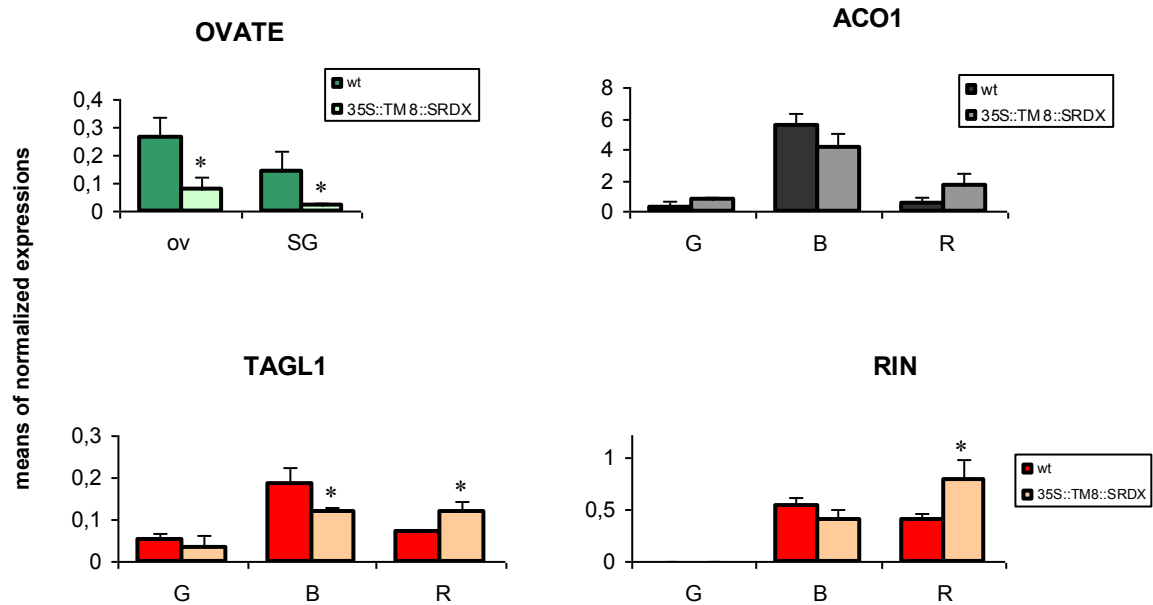 OVATE
wt
35S::TM8::SRDX
0,4
0,3
0,2
0,1
0
*
*
ov SG
ACO1
wt
35S::TM8::SRDX
8
6
4
2
0
G B R
means of normalized expressions
TAGL1
0,3
0,2
0,1
0
*
*
G B R
RIN
wt
35S::TM8::SRDX
1
0,5
0
*
G B R